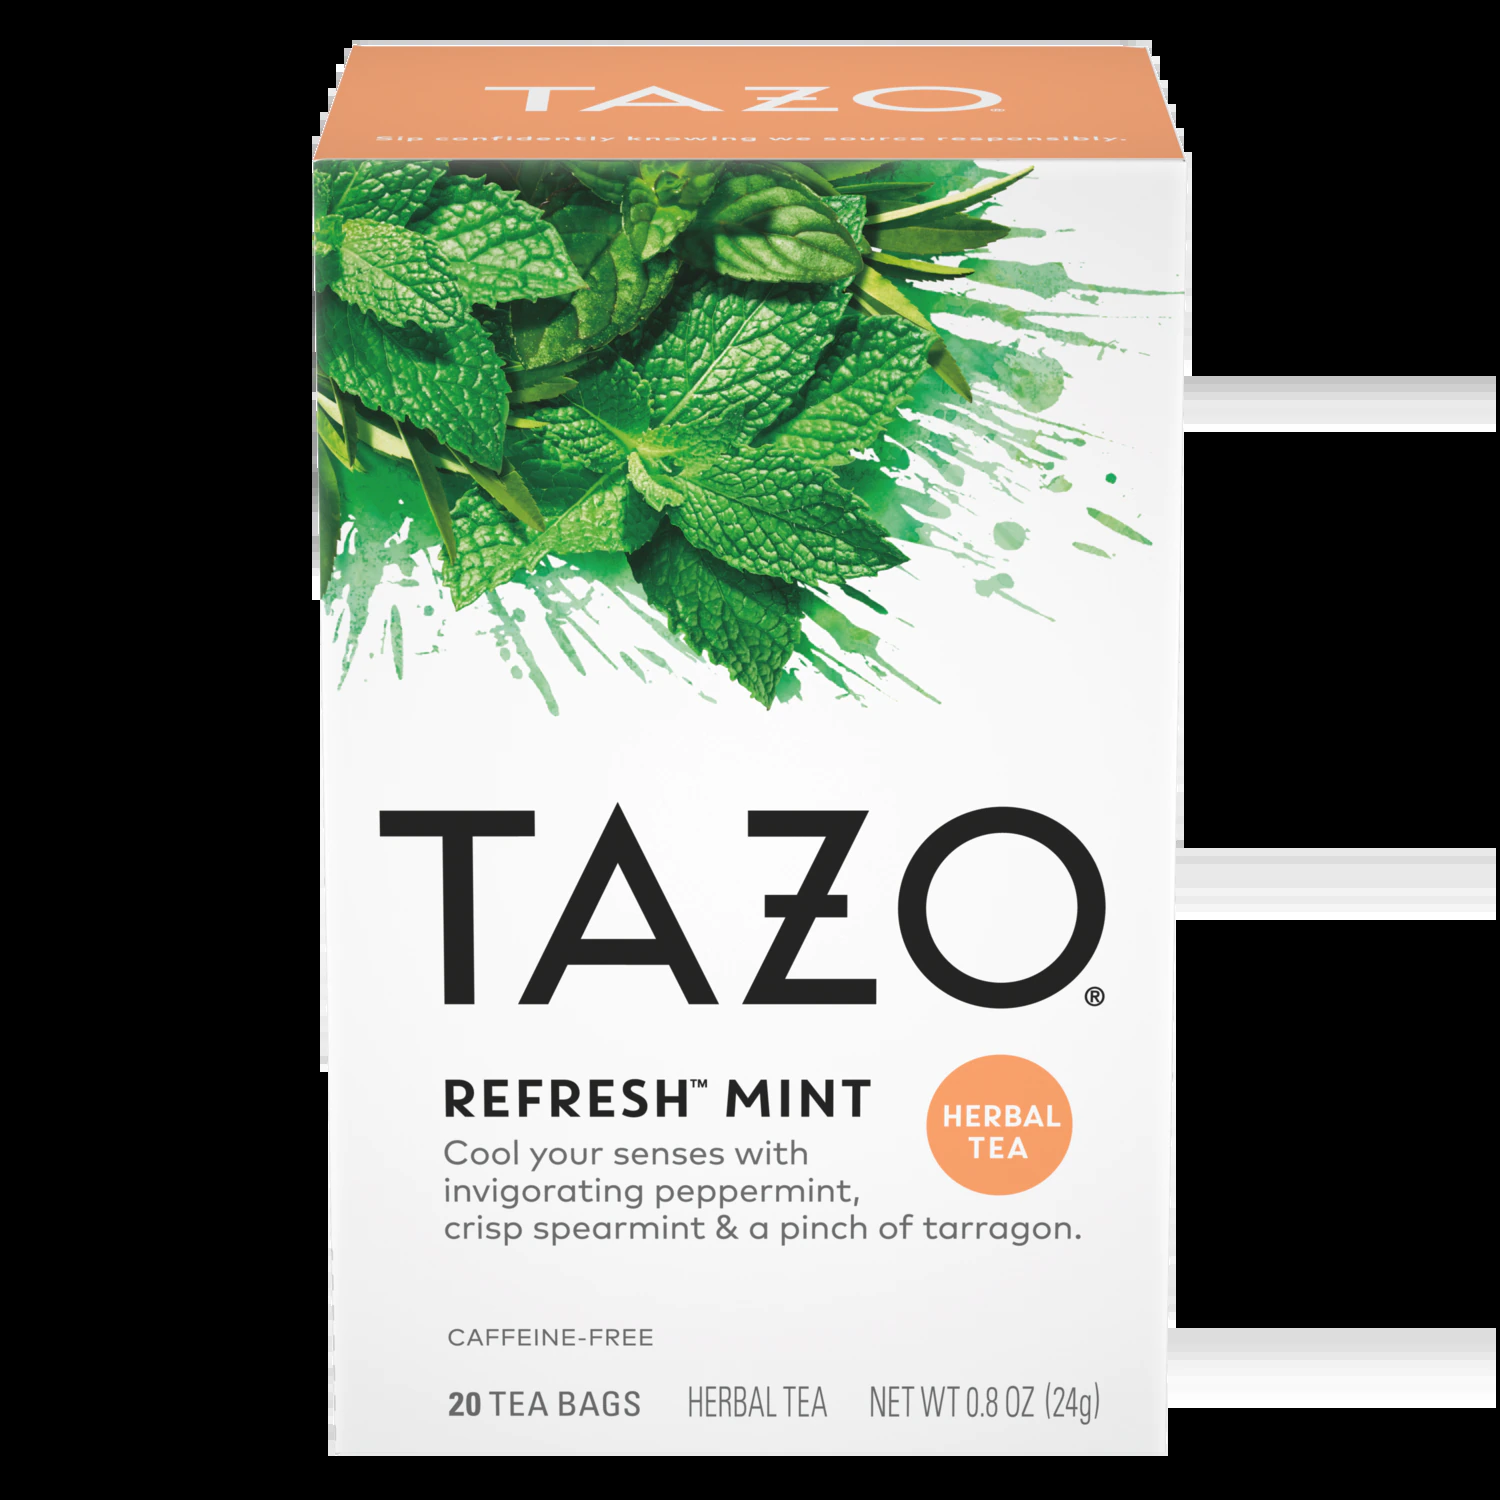 TAZO®
Sip confidently knowing we source responsibly.
TAZO®
REFRESH™ MINT
HERBAL
TEA
Cool your senses with
invigorating peppermint,
crisp spearmint & a pinch of tarragon.
CAFFEINE-FREE
20 TEA BAGS HERBAL TEA NET WT 0.8 OZ (24g)